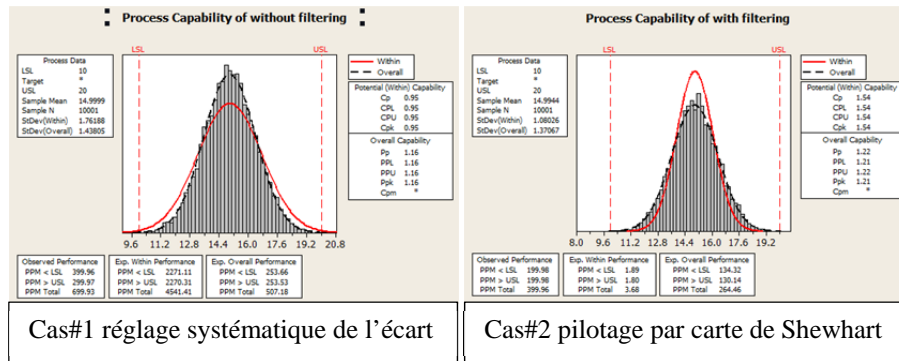 Process Capability of without filtering
LSL
USL
Process Data
LSL 10
Target *
USL 20
Sample Mean 14.9999
Sample N 10001
StDev(Within) 1.76188
StDev(Overall) 1.43805
Within
Overall
Potential (Within) Capability
Cp 0.95
CPL 0.95
CPU 0.95
Cpk 0.95
Overall Capability
Pp 1.16
PPL 1.16
PPU 1.16
Ppk 1.16
Cpm *
9.6 11.2 12.8 14.4 16.0 17.6 19.2 20.8
Observed Performance
PPM < LSL 399.96
PPM > USL 299.97
PPM Total 699.93
Exp. Within Performance
PPM < LSL 2271.11
PPM > USL 2270.31
PPM Total 4541.41
Exp. Overall Performance
PPM < LSL 253.66
PPM > USL 253.53
PPM Total 507.18
Cas#1 réglage systématique de l'écart
Process Capability of with filtering
LSL
USL
Process Data
LSL 10
Target *
USL 20
Sample Mean 14.9944
Sample N 10001
StDev(Within) 1.08026
StDev(Overall) 1.37067
Within
Overall
Potential (Within) Capability
Cp 1.54
CPL 1.54
CPU 1.54
Cpk 1.54
Overall Capability
Pp 1.22
PPL 1.21
PPU 1.22
Ppk 1.21
Cpm *
8.0 9.6 11.2 12.8 14.4 16.0 17.6 19.2
Observed Performance
PPM < LSL 199.98
PPM > USL 199.98
PPM Total 399.96
Exp. Within Performance
PPM < LSL 1.89
PPM > USL 1.80
PPM Total 3.68
Exp. Overall Performance
PPM < LSL 134.32
PPM > USL 130.14
PPM Total 264.46
Cas#2 pilotage par carte de Shewhart